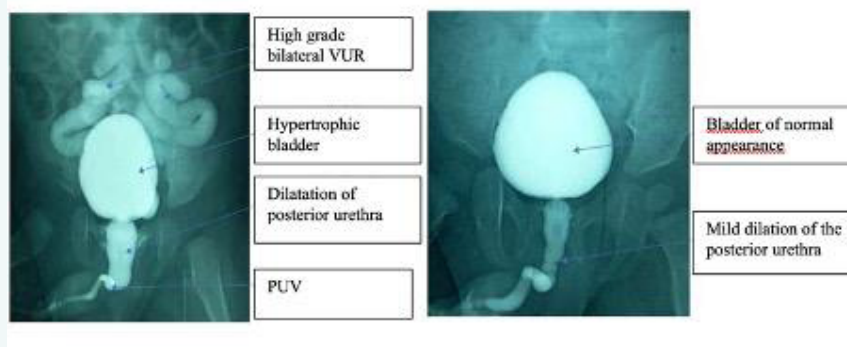 High grade
bilateral VUR
Hypertrophic
bladder
Dilatation of
posterior urethra
PUV
Bladder of normal
appearance
Mild dilation of the
posterior urethra